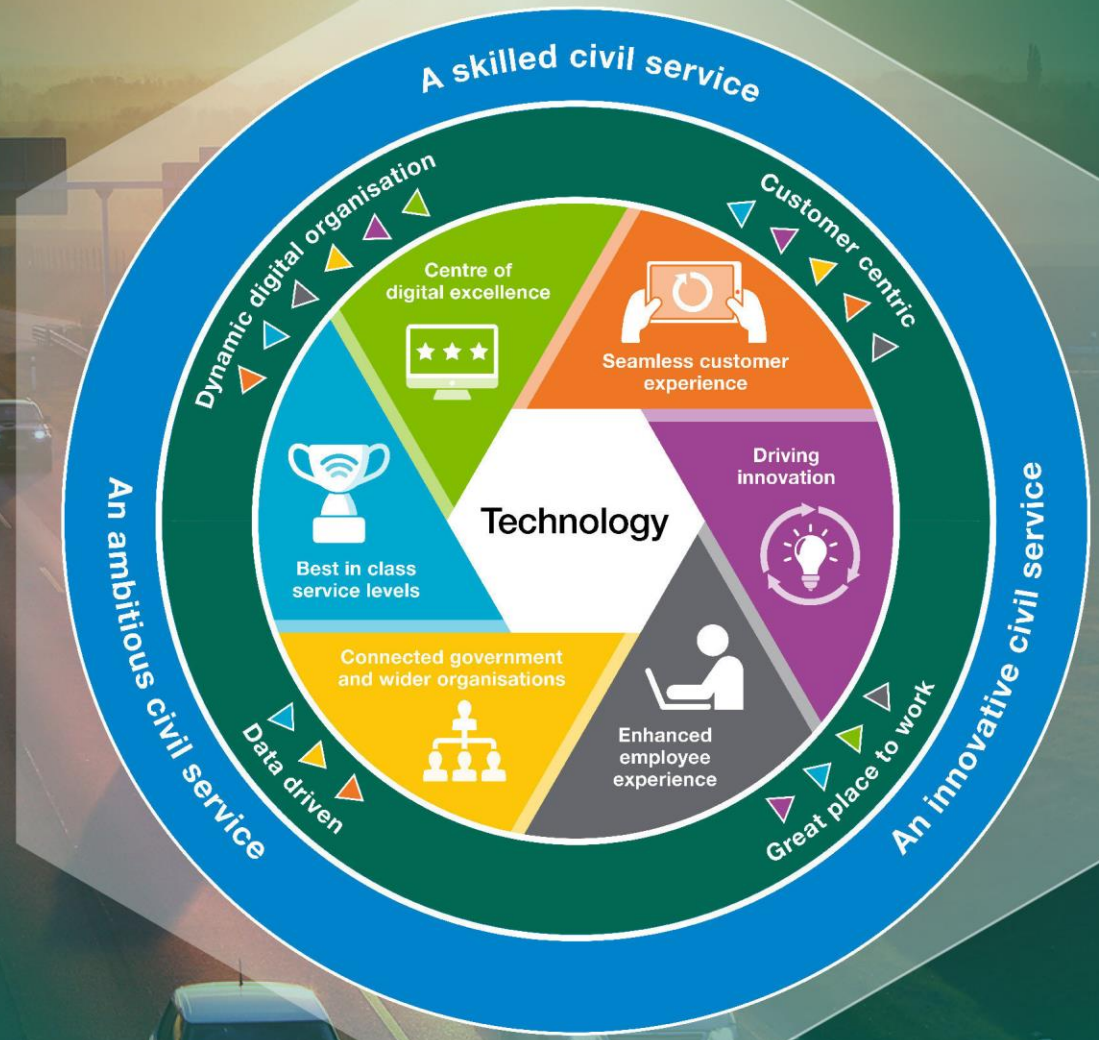 A skilled civil service
Dynamic digital organisation
Customer centric
Centre of
digital excellence
Seamless customer
experience
Driving
innovation
Technology
Best in class
service levels
An ambitious civil service
An innovative civil service
Connected government
and wider organisations
Enhanced
employee
experience
Data driven
Great place to work